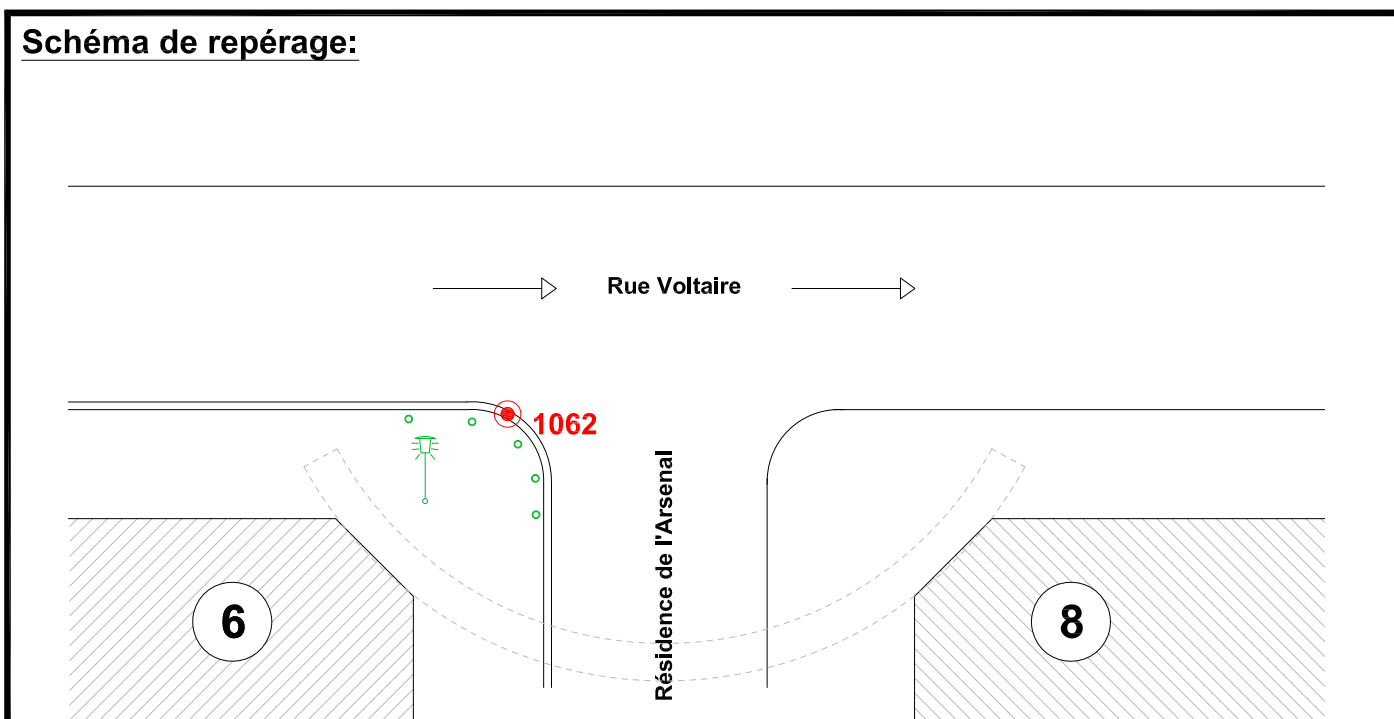 Schéma de repérage:
Rue Voltaire
1062
Résidence de l'Arsenal
6
8